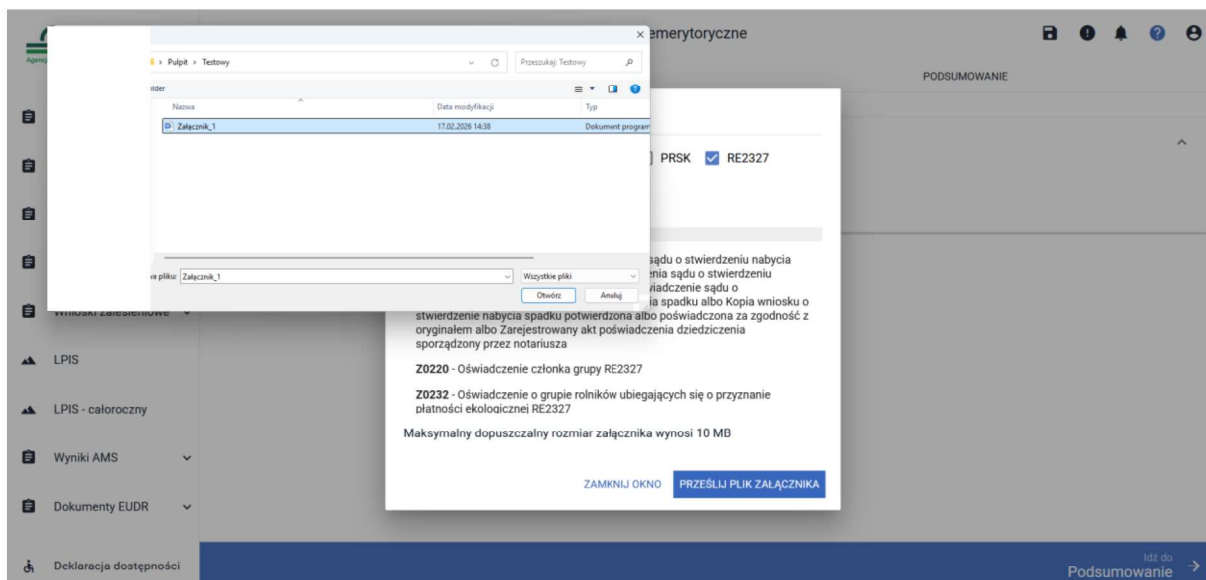 emerytoryczne
Pulpit > Testowy
Przeszukaj: Testowy
PODSUMOWANIE
Nazwa
Data modyfikacji
Typ
Załącznik_1
17.02.2026 14:38
Dokument program
PRSK
RE2327
Załącznik_1
Wszystkie pliki
Otwórz
Anuluj
sądu o stwierdzeniu nabycia
sądu o stwierdzeniu
sądu o
spadku albo Kopia wniosku o
stwierdzenie nabycia spadku potwierdzona albo poświadczona za zgodność z
oryginałem albo Zarejestrowany akt poświadczenia dziedziczenia
sporządzony przez notariusza
Z0220 - Oświadczenie członka grupy RE2327
Z0232 - Oświadczenie o grupie rolników ubiegających się o przyznanie
płatności ekologicznej RE2327
Maksymalny dopuszczalny rozmiar załącznika wynosi 10 MB
ZAMKNIJ OKNO
PRZEŚLIJ PLIK ZAŁĄCZNIKA
Wnioski zalesieniowe
LPIS
LPIS - całoroczny
Wyniki AMS
Dokumenty EUDR
Deklaracja dostępności
Idź do
Podsumowanie